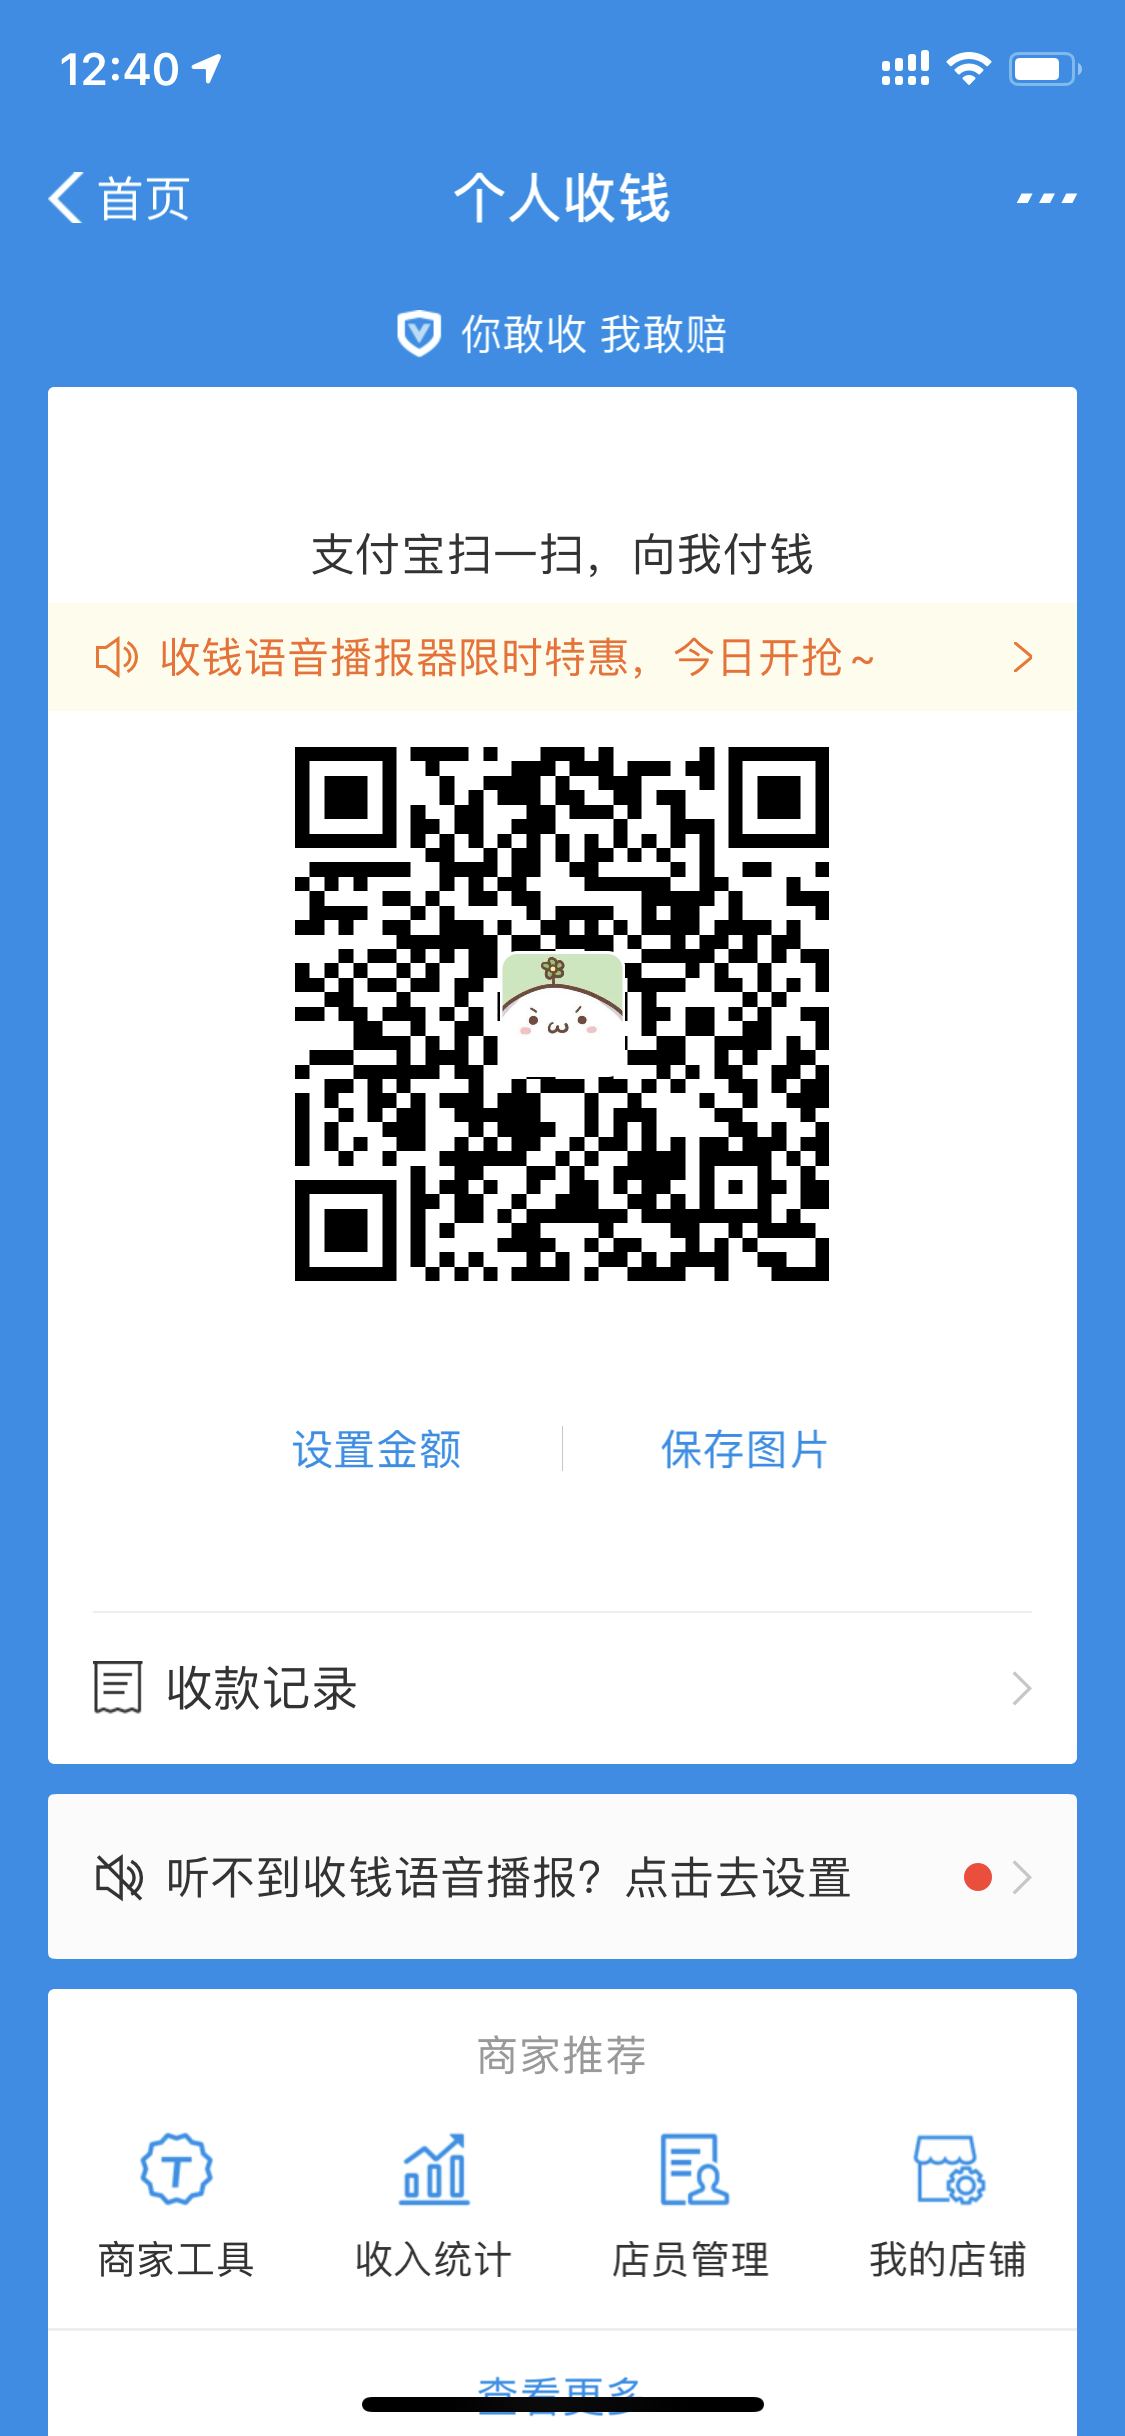 12:40
首页
个人收钱
你敢收 我敢赔
支付宝扫一扫，向我付钱
收钱语音播报器限时特惠，今日开抢~
设置金额
保存图片
收款记录
听不到收钱语音播报？点击去设置
商家推荐
商家工具
收入统计
店员管理
我的店铺
查看更多